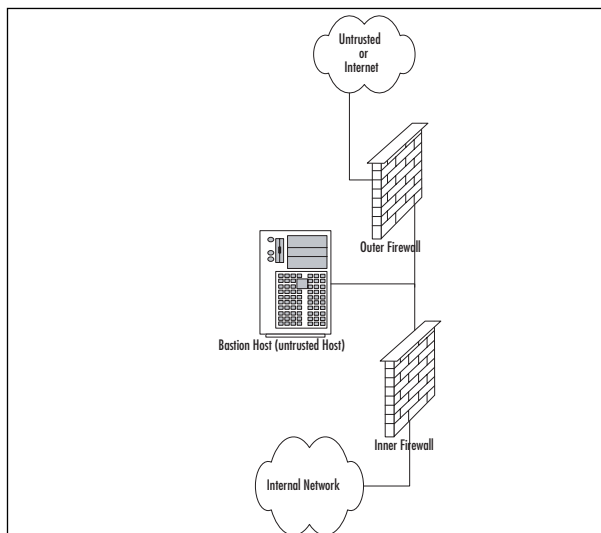 Untrusted
or
Internet
Outer Firewall
Bastion Host (untrusted Host)
Inner Firewall
Internal Network